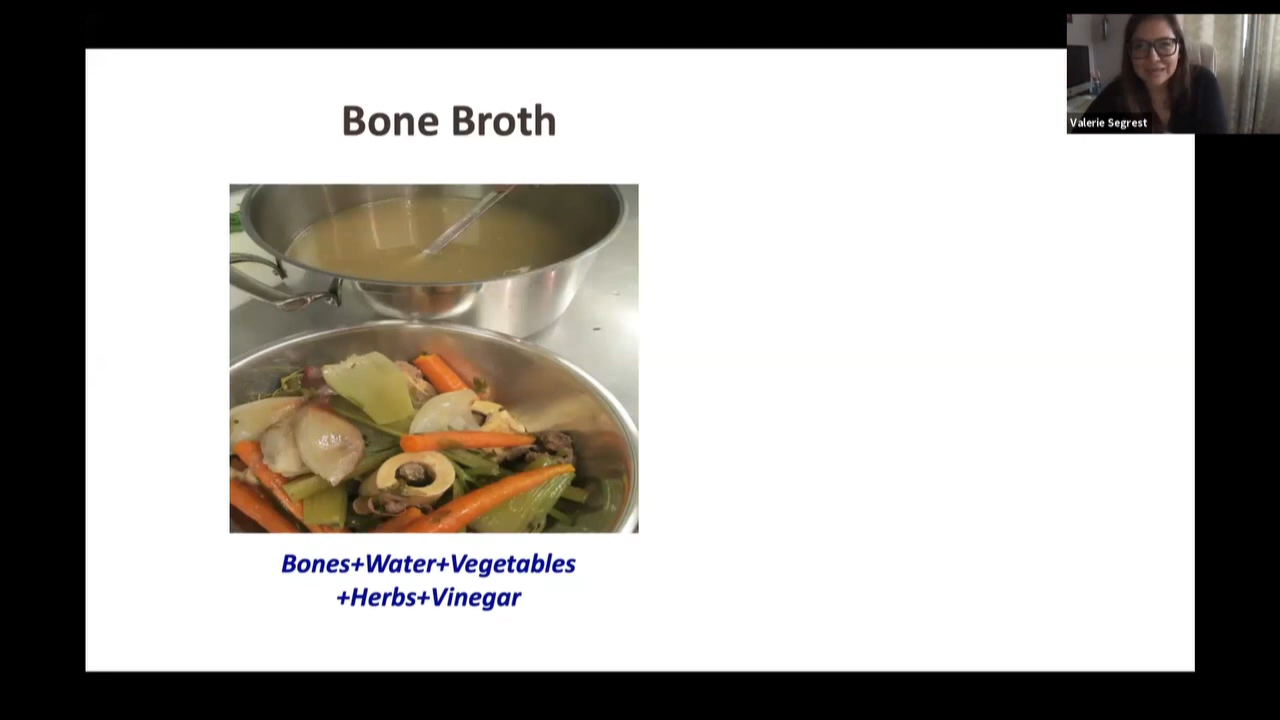 Bone Broth
Valerie Segrest
Bones+Water+Vegetables
+Herbs+Vinegar